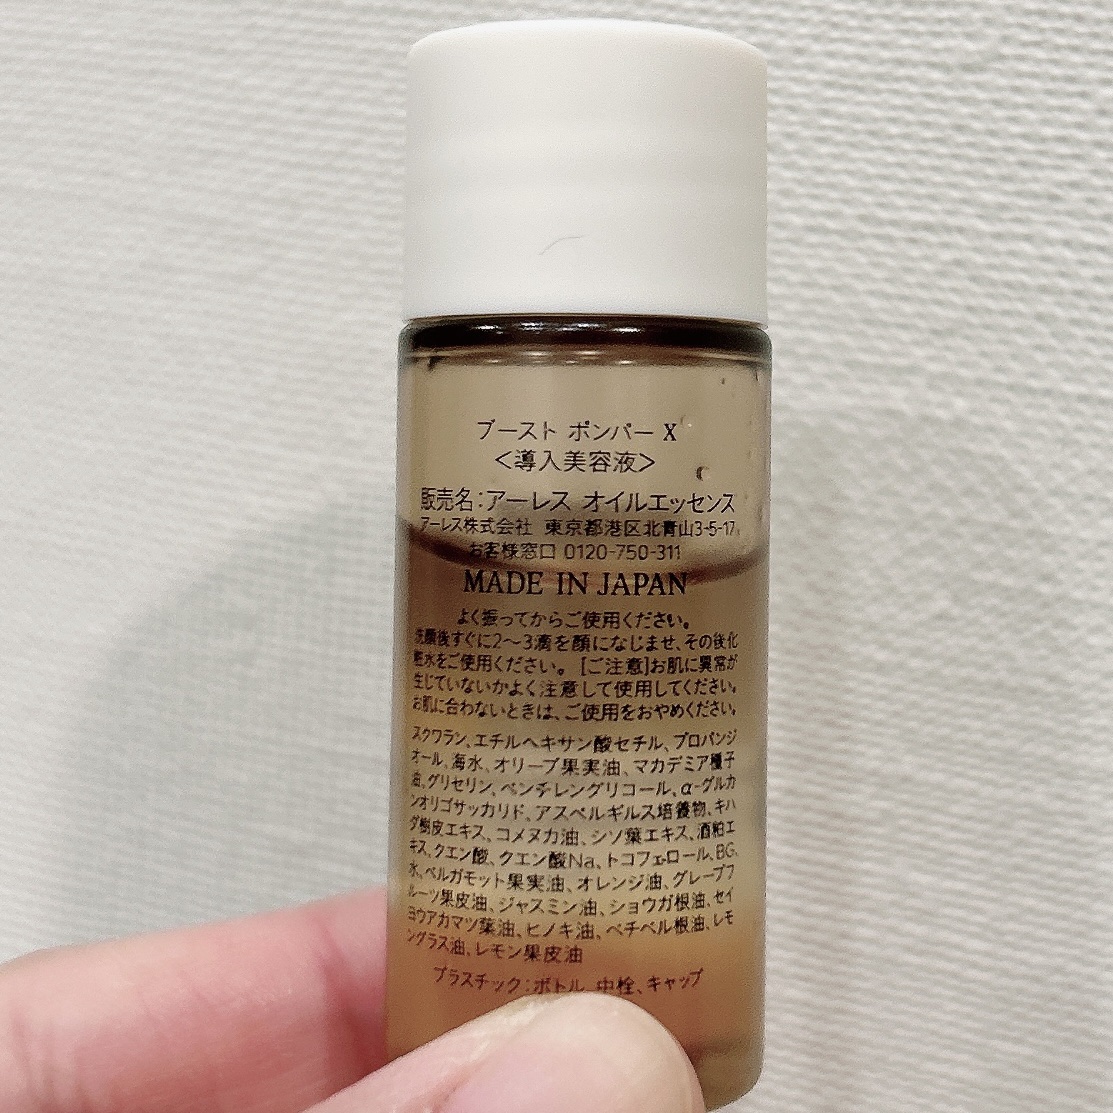 ブースト ボンバー X
<導入美容液>
販売名:アーレス オイルエッセンス
アーレス株式会社 東京都港区北青山3-5-17
お客様窓口 0120-750-311
MADE IN JAPAN
よく振ってからご使用ください。
洗顔後すぐに2〜3滴を顔になじませ、その後化
粧水をご使用ください。 [ご注意]お肌に異常が
生じていないかよく注意して使用してください。
お肌に合わないときは、ご使用をおやめください。
スクワラン、エチルヘキサン酸セチル、プロパンジ
オール、海水、オリーブ果実油、マカデミア種子
油、グリセリン、ペンチレングリコール、α-グルカ
ンオリゴサッカリド、アスペルギルス培養物、キハ
ダ樹皮エキス、コメヌカ油、シソ葉エキス、酒粕エ
キス、クエン酸、クエン酸Na、トコフェロール、BG、
水、ベルガモット果実油、オレンジ油、グレープフ
ルーツ果皮油、ジャスミン油、ショウガ根油、セイ
ヨウアカマツ葉油、ヒノキ油、ベチベル根油、レモ
ングラス油、レモン果皮油
プラスチック:ボトル、中栓、キャップ